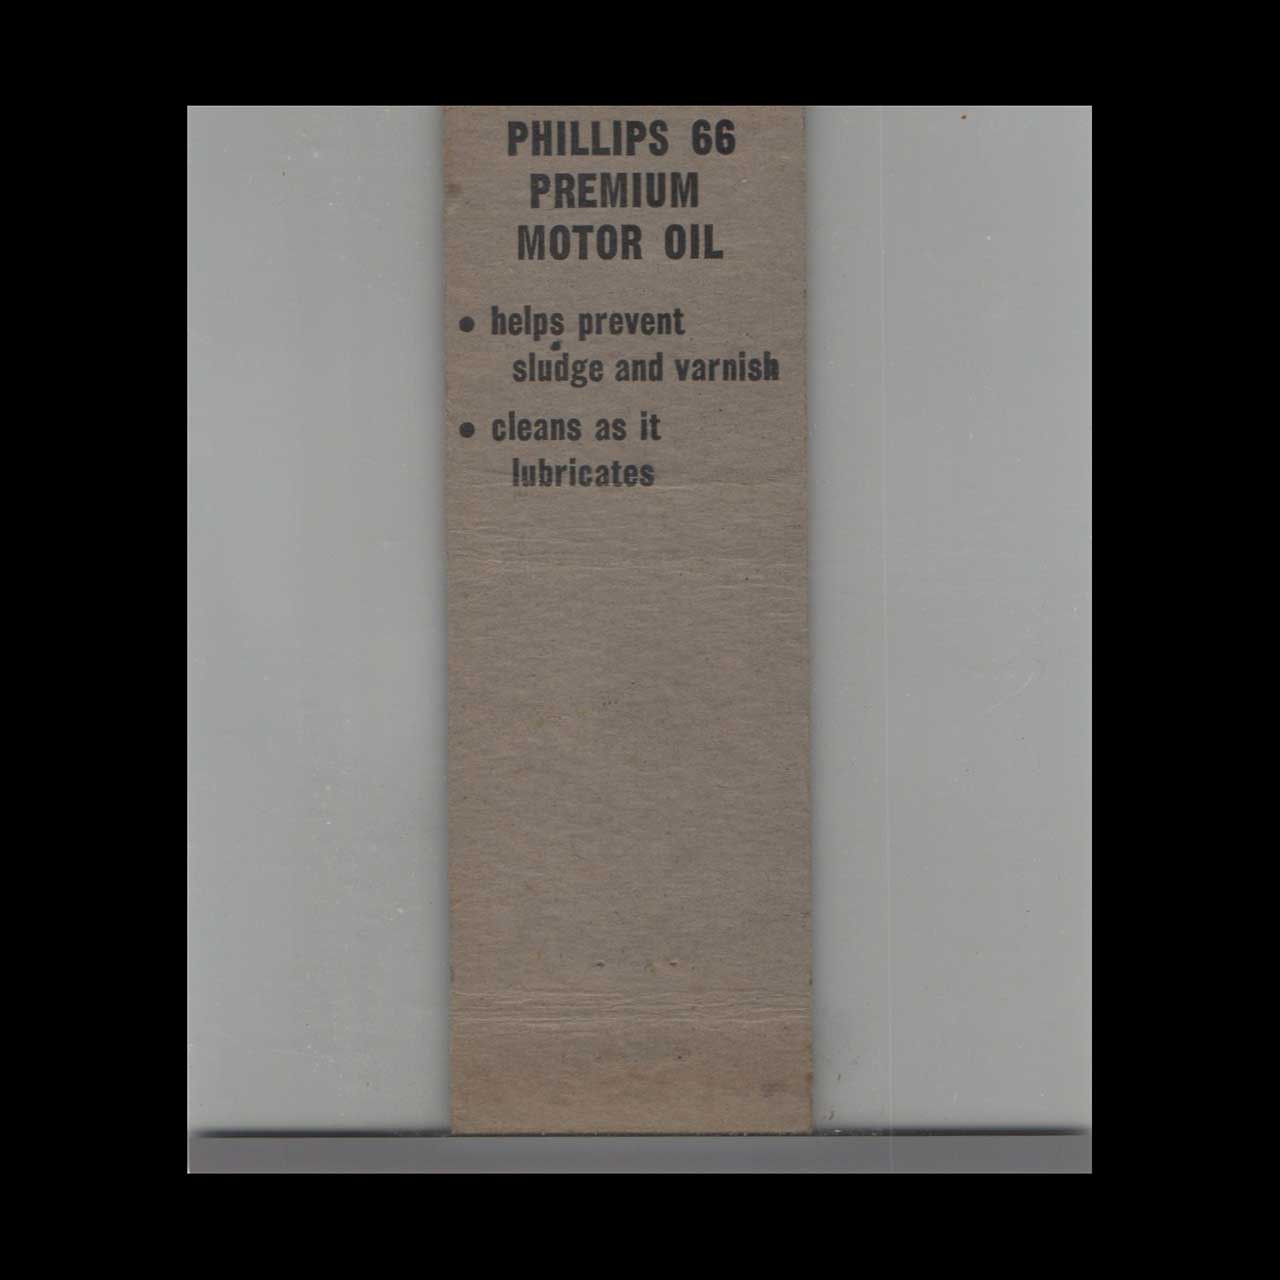 PHILLIPS 66
PREMIUM
MOTOR OIL
• helps prevent
sludge and varnish
• cleans as it
lubricates